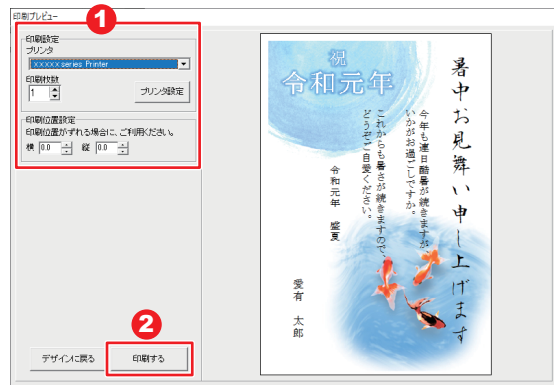 印刷プレビュー
1
印刷設定
プリンタ
xxxxx series Printer
印刷枚数
1
プリンタ設定
印刷位置設定
印刷位置がずれる場合に、ご利用ください。
横 0.0 縦 0.0
2
デザインに戻る
印刷する
祝
令和元年
暑中お見舞い申し上げます
今年も連日酷暑が続きますが、
いかがお過ごしですか。
これからも暑さが続きますので、
どうぞご自愛ください。
令和元年 盛夏
愛有 太郎